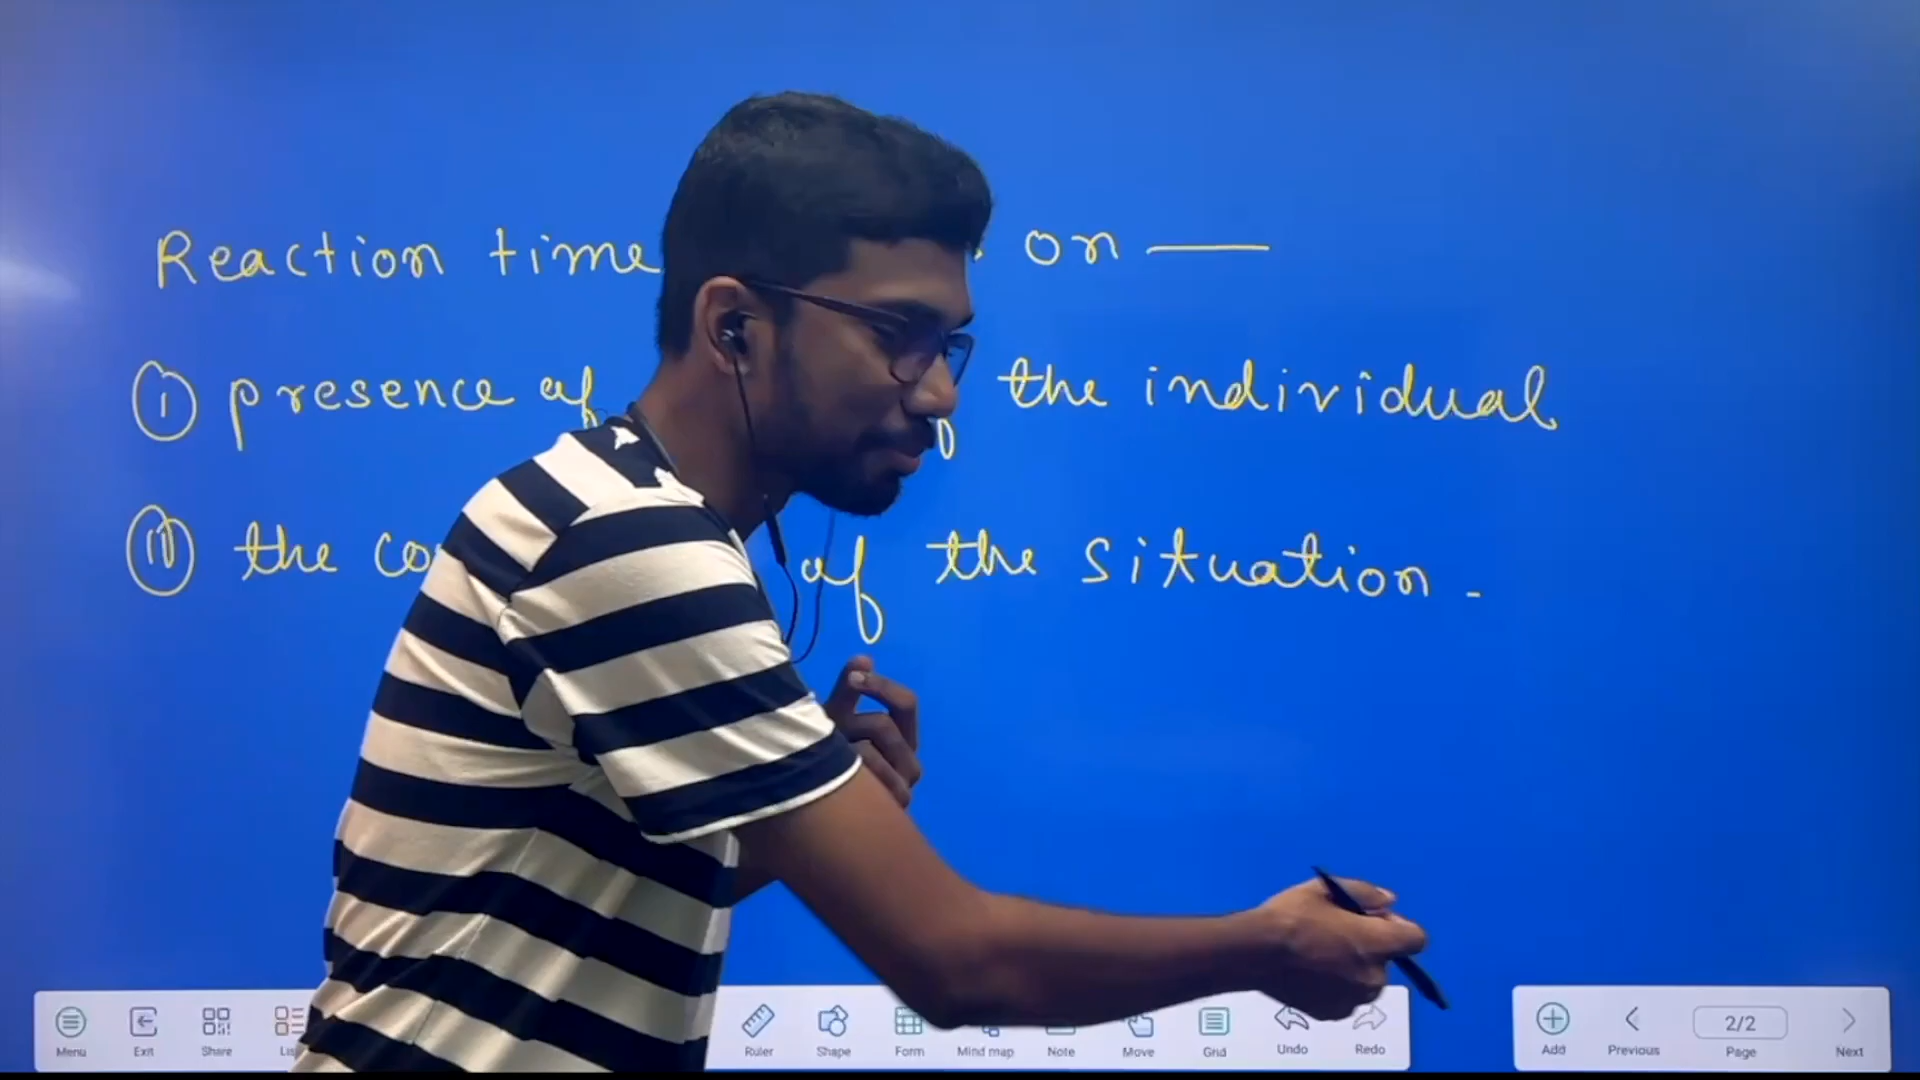 Reaction time on —
(i) presence of the individual.
(ii) the co of the situation.
Menu Exit Share Ruler Shape Form Mind map Note Move Grid Undo Redo Add Previous 2/2 Page Next